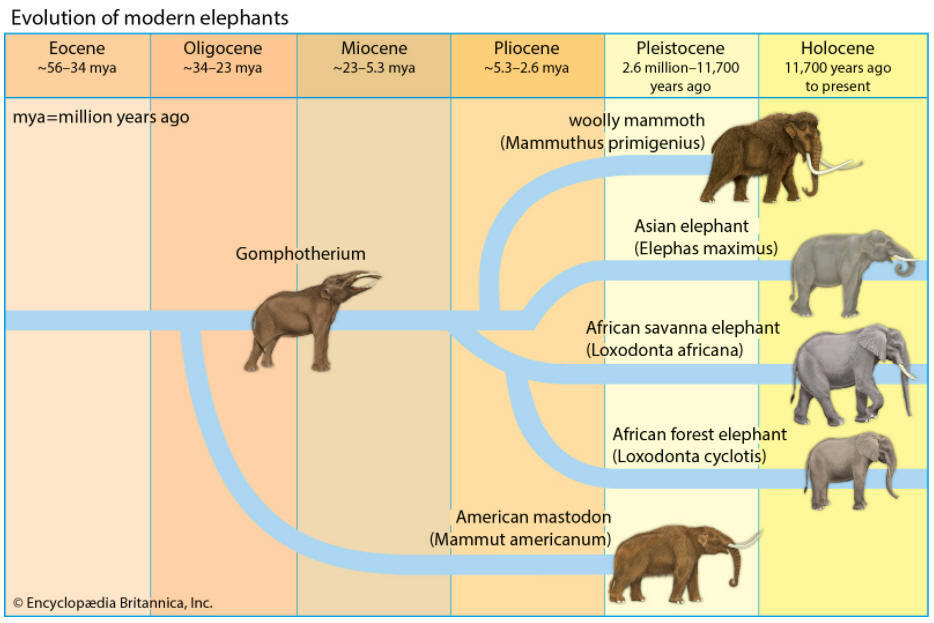 Evolution of modern elephants
Eocene
~56–34 mya
Oligocene
~34–23 mya
Miocene
~23–5.3 mya
Pliocene
~5.3–2.6 mya
Pleistocene
2.6 million–11,700
years ago
Holocene
11,700 years ago
to present
mya=million years ago
woolly mammoth
(Mammuthus primigenius)
Asian elephant
(Elephas maximus)
Gomphotherium
African savanna elephant
(Loxodonta africana)
African forest elephant
(Loxodonta cyclotis)
American mastodon
(Mammut americanum)
© Encyclopædia Britannica, Inc.